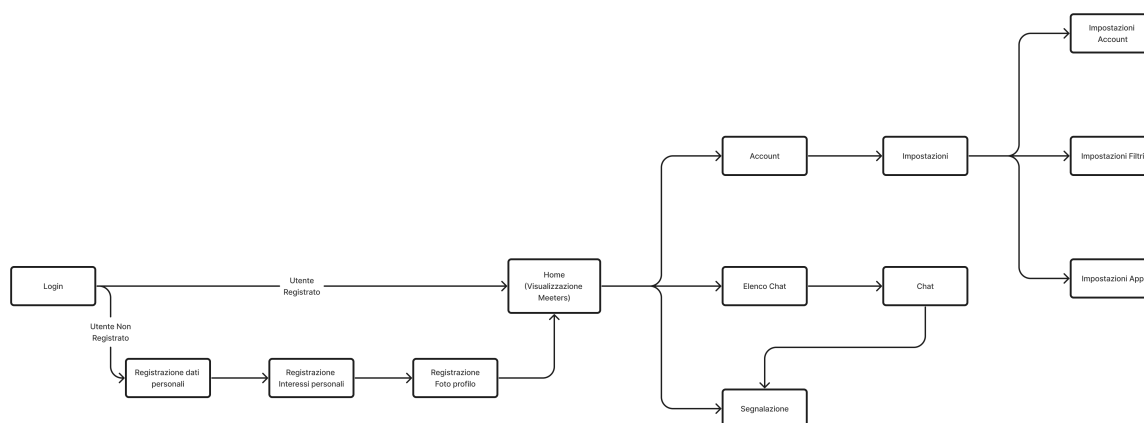 Impostazioni
Account
Account
Impostazioni
Impostazioni Filtri
Login
Utente
Registrato
Home
(Visualizzazione
Meeters)
Elenco Chat
Chat
Impostazioni App
Utente Non
Registrato
Registrazione dati
personali
Registrazione
Interessi personali
Registrazione
Foto profilo
Segnalazione